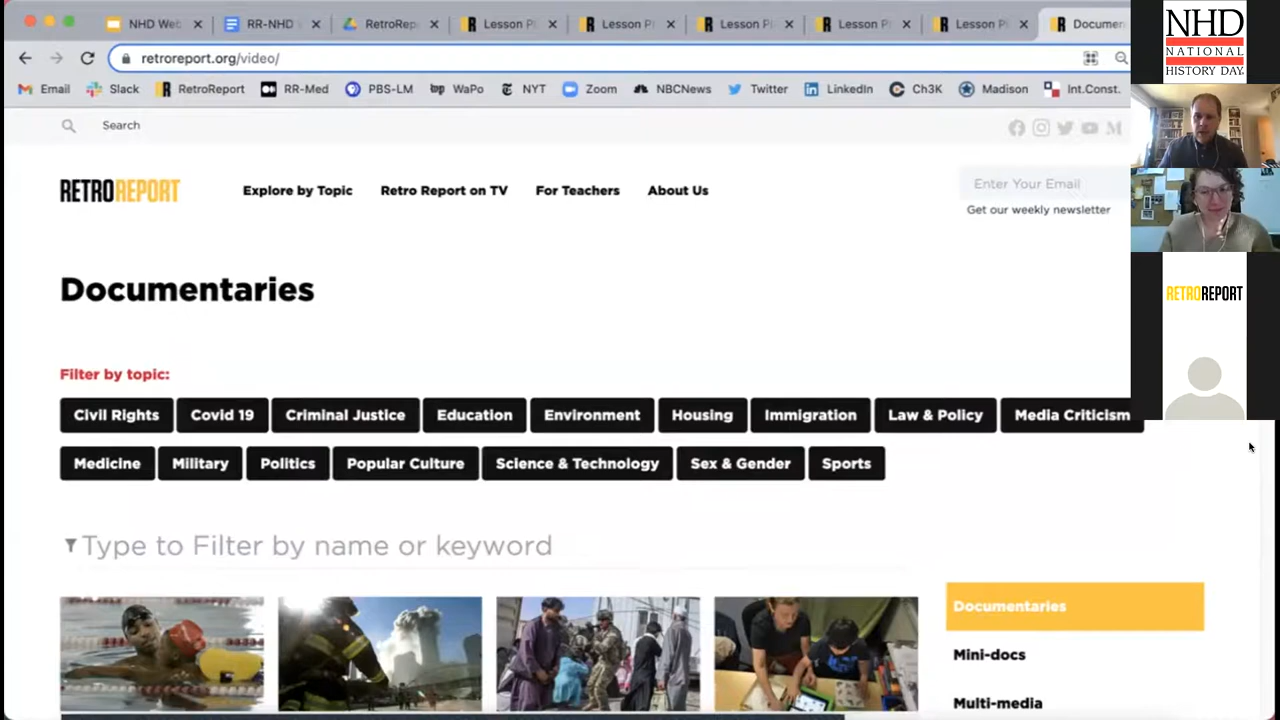 NHD Web
RR-NHD
RetroRep
Lesson Pl
Lesson Pl
Lesson Pl
Lesson Pl
Lesson Pl
Documen
retroreport.org/video/
Email
Slack
RetroReport
RR-Med
PBS-LM
WaPo
NYT
Zoom
NBCNews
Twitter
LinkedIn
Ch3K
Madison
Int.Const.
NHD
NATIONAL
HISTORY DAY
Search
RETROREPORT
Explore by Topic
Retro Report on TV
For Teachers
About Us
Enter Your Email
Get our weekly newsletter
Documentaries
RETROREPORT
Filter by topic:
Civil Rights
Covid 19
Criminal Justice
Education
Environment
Housing
Immigration
Law & Policy
Media Criticism
Medicine
Military
Politics
Popular Culture
Science & Technology
Sex & Gender
Sports
Type to Filter by name or keyword
Documentaries
Mini-docs
Multi-media